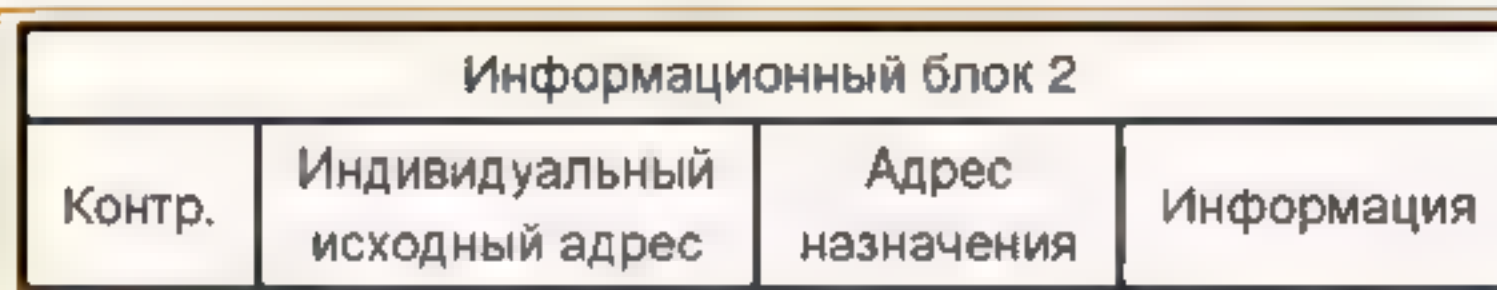 Информационный блок 2
Контр.
Индивидуальный
исходный адрес
Адрес
назначения
Информация